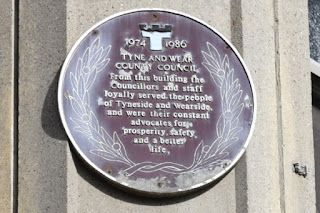 1974 1986
TYNE AND WEAR
COUNTY COUNCIL
From this building the
Councillors and staff
loyally served the people
of Tyneside and Wearside,
and were their constant
advocates for
prosperity, safety,
and a better
life.